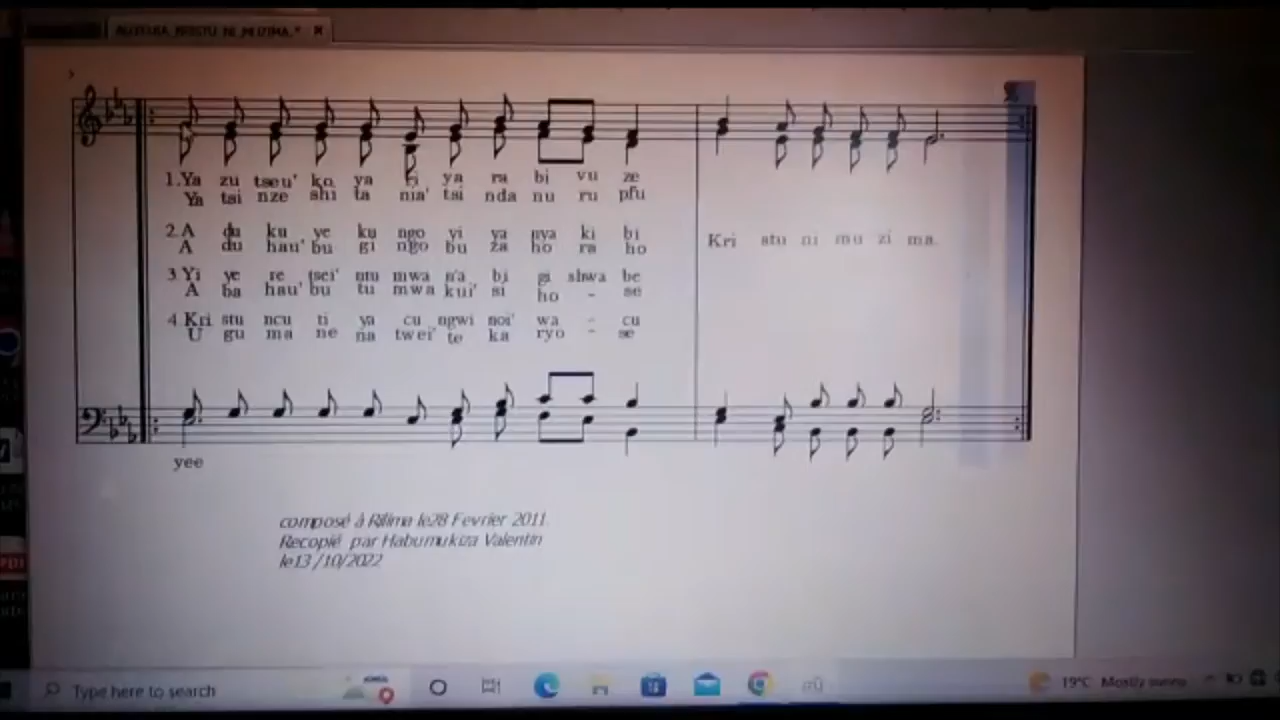 1.Ya zu tseu' ko ya ri ya ra bi vu ze
Ya tsi nze shi ta nia' tsi nda nu ru pfu
2.A du ku ye ku ngo yi ya nya ki bi
A du hau' bu gi ngo bu za ho ra ho
Kri stu ni mu zi ma.
3.Yi ye re tsei' ntu mwa n'a bi gi shwa be
A ba hau' bu tu mwa kui' si ho - se
4.Kri stu ncu ti ya cu ngwi noi' wa - cu
U gu ma ne na twei' te ka ryo - se
yee
composé à Rilima le28 Fevrier 2011.
Recopié par Habumukiza Valentin
le13 /10/2022
Type here to search
19°C Mostly sunny